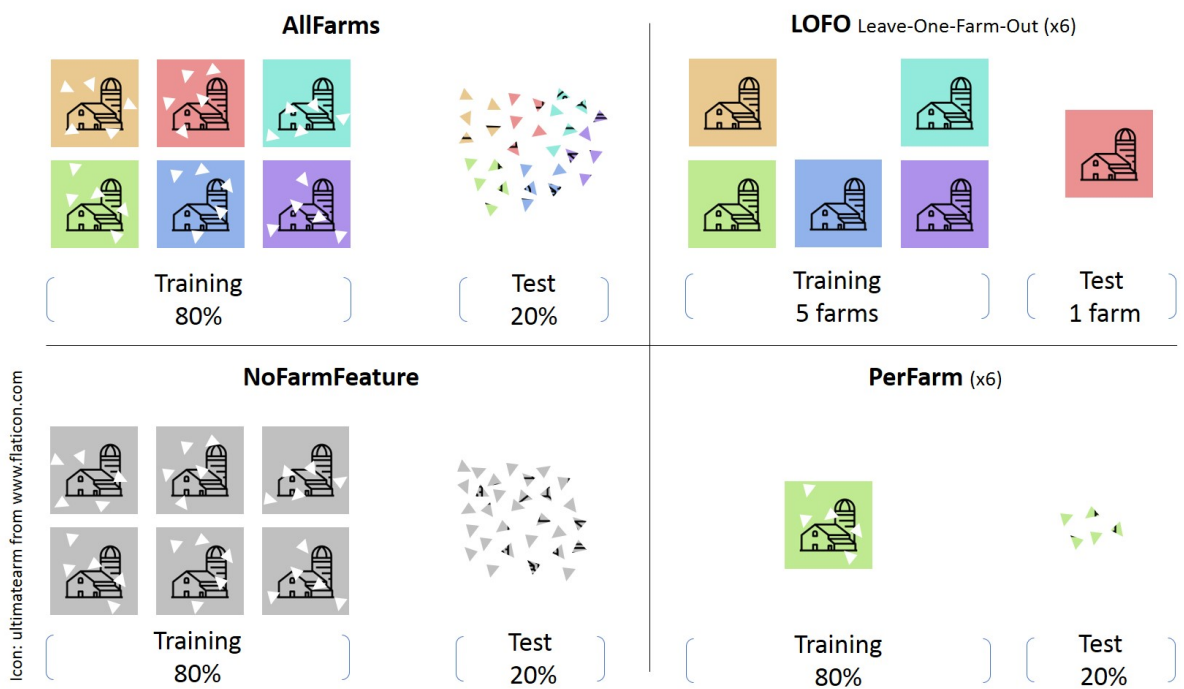 AllFarms
Training
80%
Test
20%
LOFO Leave-One-Farm-Out (x6)
Training
5 farms
Test
1 farm
NoFarmFeature
Training
80%
Test
20%
PerFarm (x6)
Training
80%
Test
20%
Icon: ultimatearm from www.flaticon.com